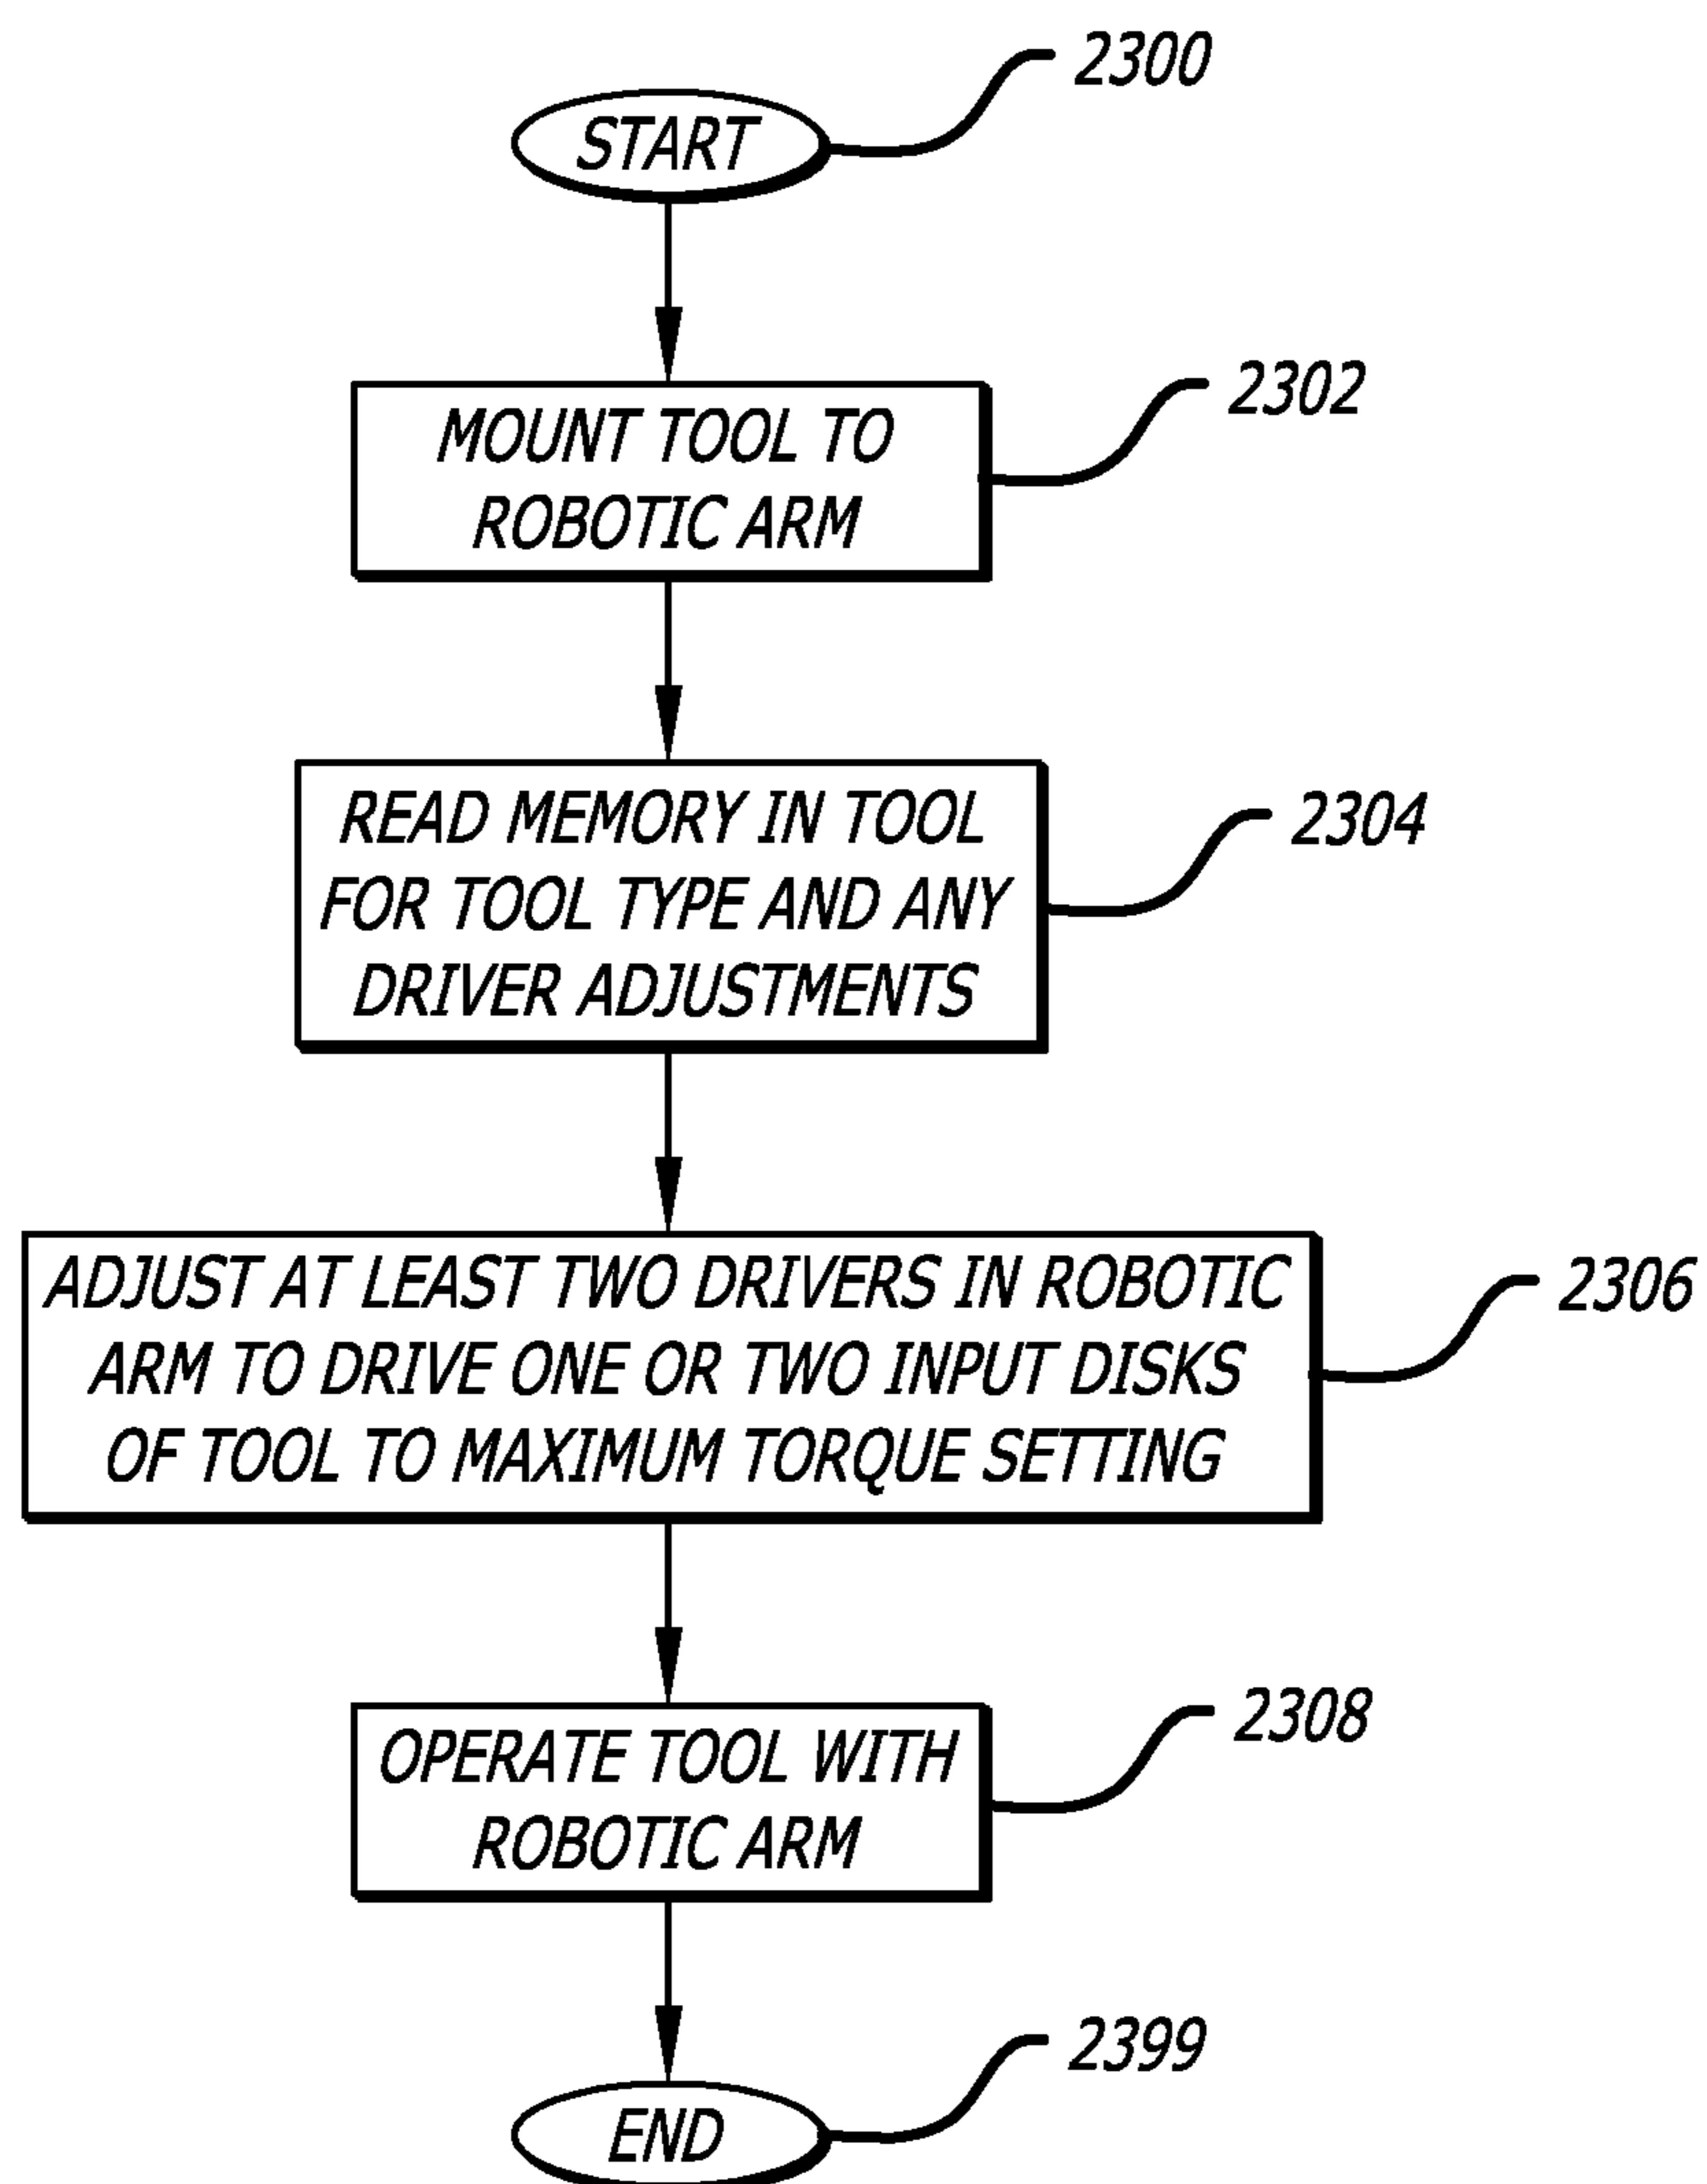 2300
START
2302
MOUNT TOOL TO
ROBOTIC ARM
2304
READ MEMORY IN TOOL
FOR TOOL TYPE AND ANY
DRIVER ADJUSTMENTS
2306
ADJUST AT LEAST TWO DRIVERS IN ROBOTIC
ARM TO DRIVE ONE OR TWO INPUT DISKS
OF TOOL TO MAXIMUM TORQUE SETTING
2308
OPERATE TOOL WITH
ROBOTIC ARM
2399
END